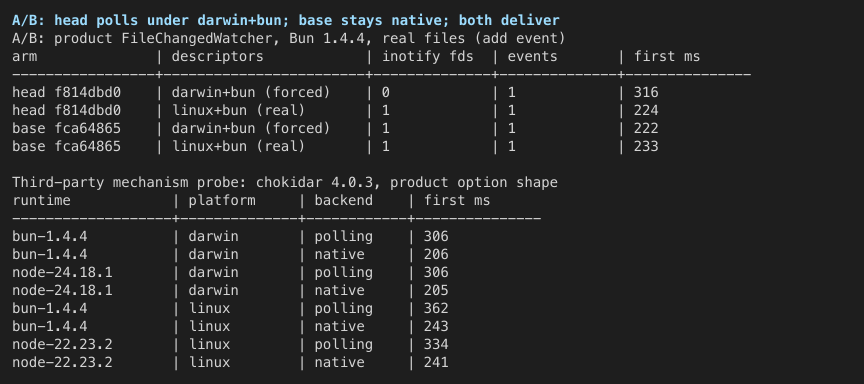 A/B: head polls under darwin+bun; base stays native; both deliver
A/B: product FileChangedWatcher, Bun 1.4.4, real files (add event)
arm | descriptors | inotify fds | events | first ms
-----------------+------------------------+------------+-------------+---------------
head f814dbd0 | darwin+bun (forced) | 0 | 1 | 316
head f814dbd0 | linux+bun (real) | 1 | 1 | 224
base fca64865 | darwin+bun (forced) | 1 | 1 | 222
base fca64865 | linux+bun (real) | 1 | 1 | 233
Third-party mechanism probe: chokidar 4.0.3, product option shape
runtime | platform | backend | first ms
-------------------+-------------+-----------+---------------
bun-1.4.4 | darwin | polling | 306
bun-1.4.4 | darwin | native | 206
node-24.18.1 | darwin | polling | 306
node-24.18.1 | darwin | native | 205
bun-1.4.4 | linux | polling | 362
bun-1.4.4 | linux | native | 243
node-22.23.2 | linux | polling | 334
node-22.23.2 | linux | native | 241